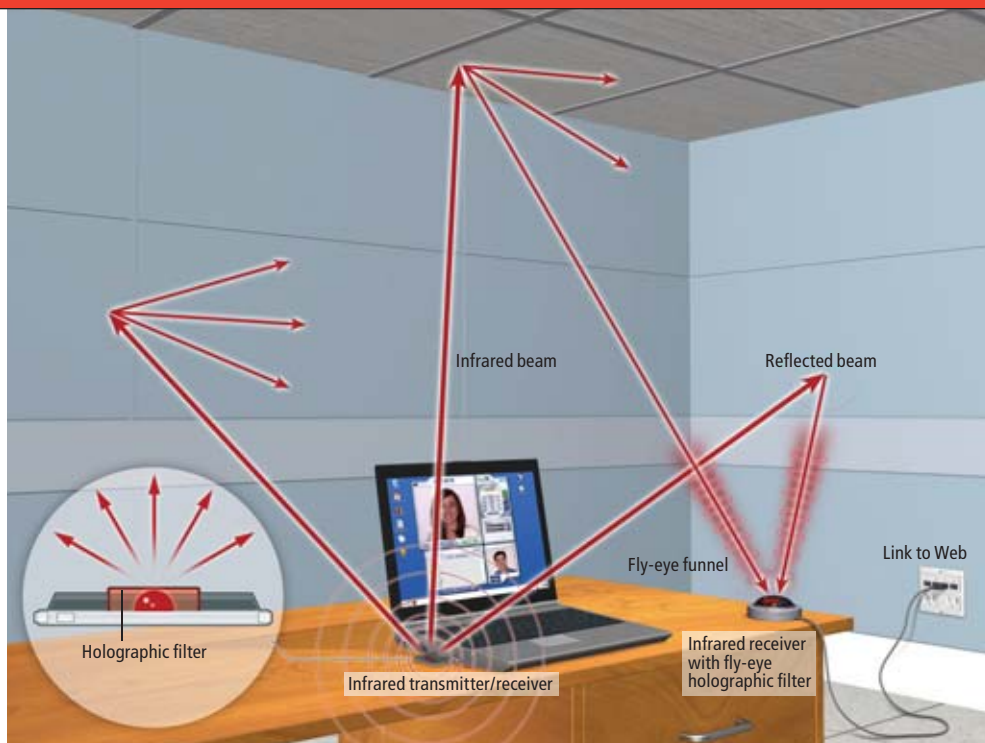 Infrared beam
Reflected beam
Fly-eye funnel
Link to Web
Holographic filter
Infrared transmitter/receiver
Infrared receiver
with fly-eye
holographic filter